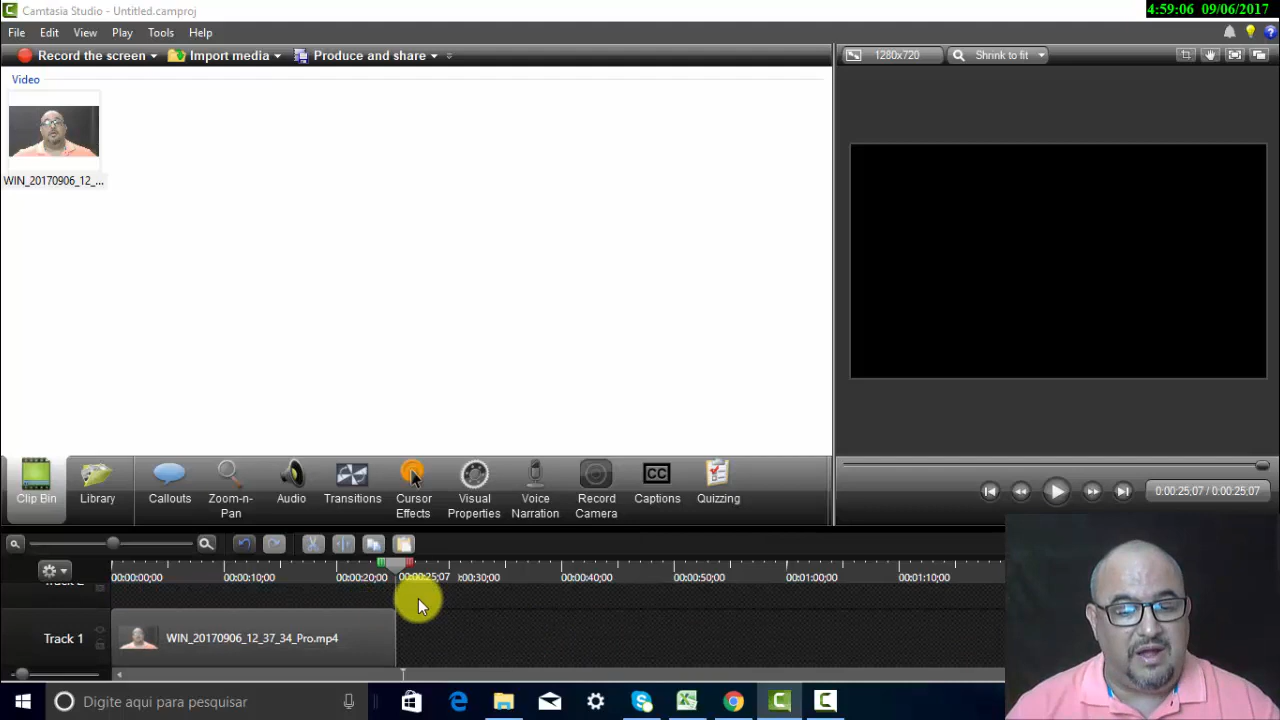 Camtasia Studio - Untitled.camproj
4:59:06 09/06/2017
File Edit View Play Tools Help
Record the screen Import media Produce and share 1280x720 Shrink to fit
Video
WIN_20170906_12_...
Clip Bin Library Callouts Zoom-n-Pan Audio Transitions Cursor Effects Visual Properties Voice Narration Record Camera Captions Quizzing
0:00:25;07 / 0:00:25;07
00:00:00;00 00:00:10;00 00:00:20;00 00:00:25;07 00:00:40;00 00:00:50;00 00:01:00;00 00:01:10;00
Track 1 WIN_20170906_12_37_34_Pro.mp4
Digite aqui para pesquisar